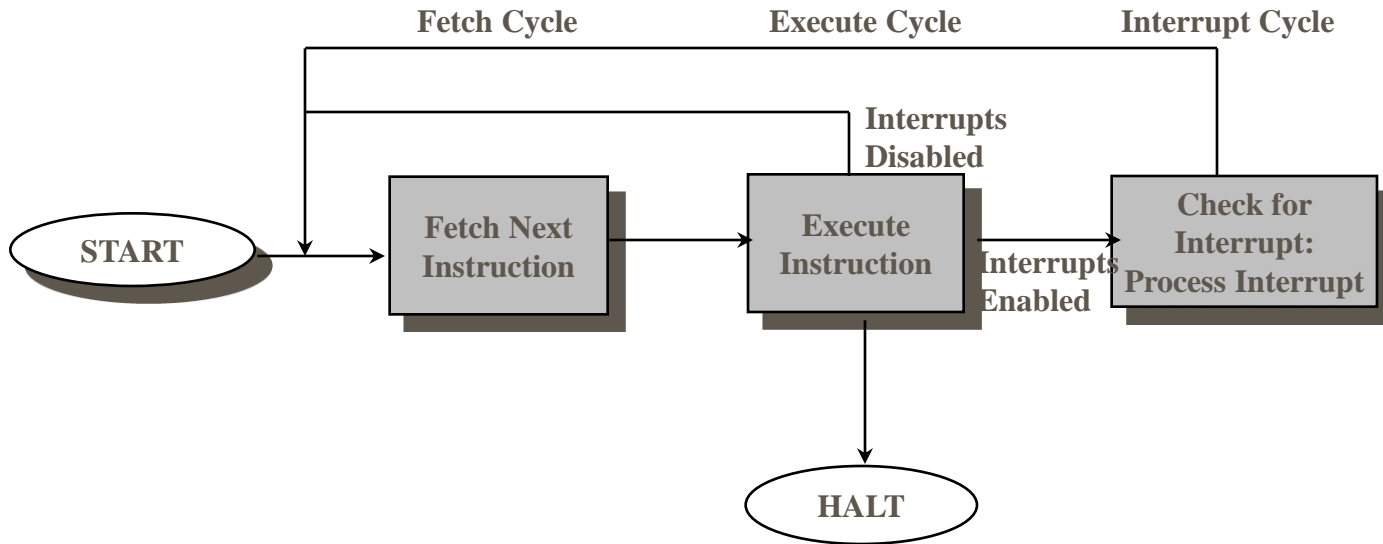 Fetch Cycle
Execute Cycle
Interrupt Cycle
Interrupts
Disabled
START
Fetch Next
Instruction
Execute
Instruction
Interrupts
Enabled
Check for
Interrupt:
Process Interrupt
HALT